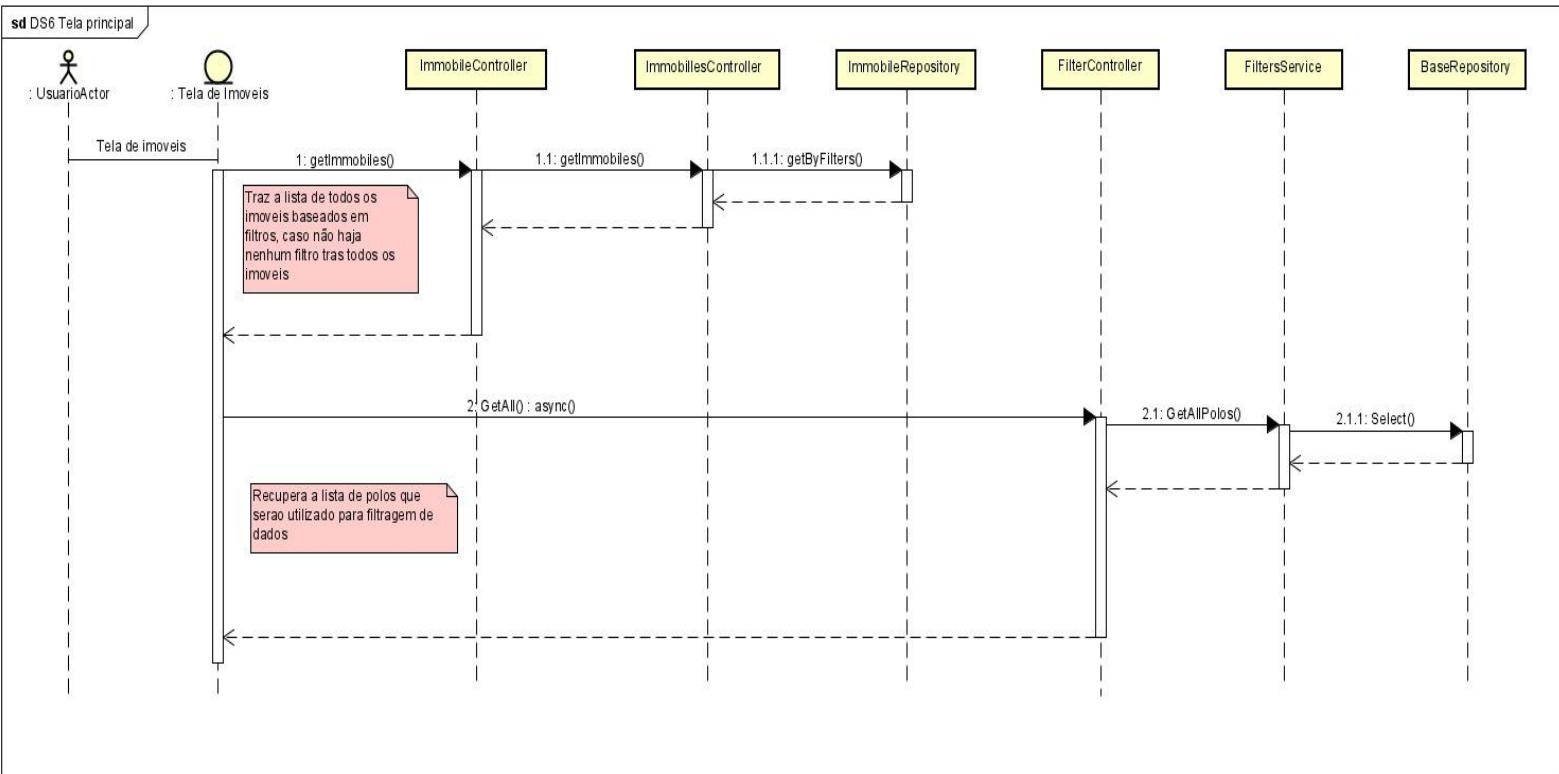 sd DS6 Tela principal
: UsuarioActor
: Tela de Imoveis
ImmobileController
ImmobillesController
ImmobileRepository
FilterController
FiltersService
BaseRepository
Tela de imoveis
1: getImmobiles()
1.1: getImmobiles()
1.1.1: getByFilters()
Traz a lista de todos os
imoveis baseados em
filtros, caso não haja
nenhum filtro tras todos os
imoveis
2: GetAll() : async()
2.1: GetAllPolos()
2.1.1: Select()
Recupera a lista de polos que
serao utilizado para filtragem de
dados